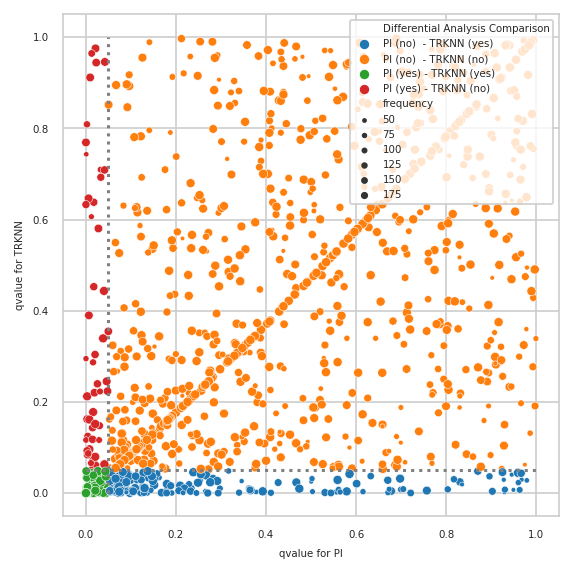 Differential Analysis Comparison
PI (no)  - TRKNN (yes)
PI (no)  - TRKNN (no)
PI (yes) - TRKNN (yes)
PI (yes) - TRKNN (no)
frequency
50
75
100
125
150
175
1.0
0.8
0.6
0.4
0.2
0.0
qvalue for TRKNN
0.0 0.2 0.4 0.6 0.8 1.0
qvalue for PI